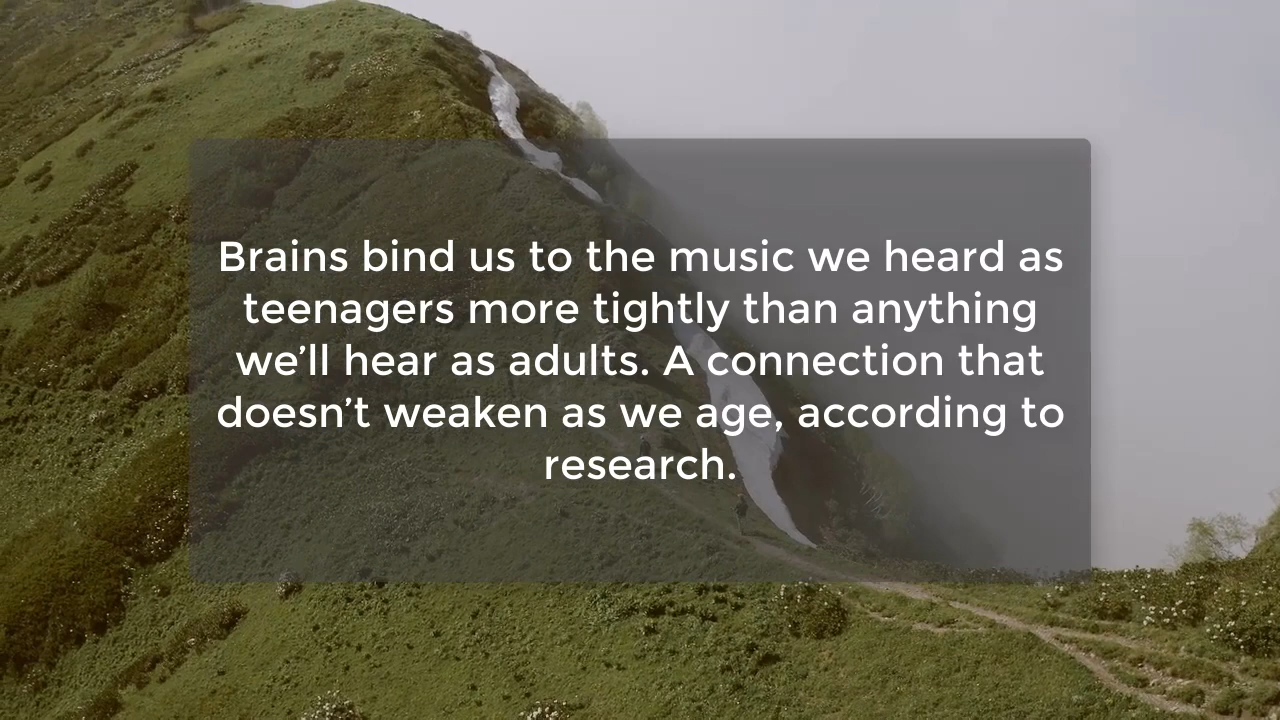 Brains bind us to the music we heard as
teenagers more tightly than anything
we’ll hear as adults. A connection that
doesn’t weaken as we age, according to
research.